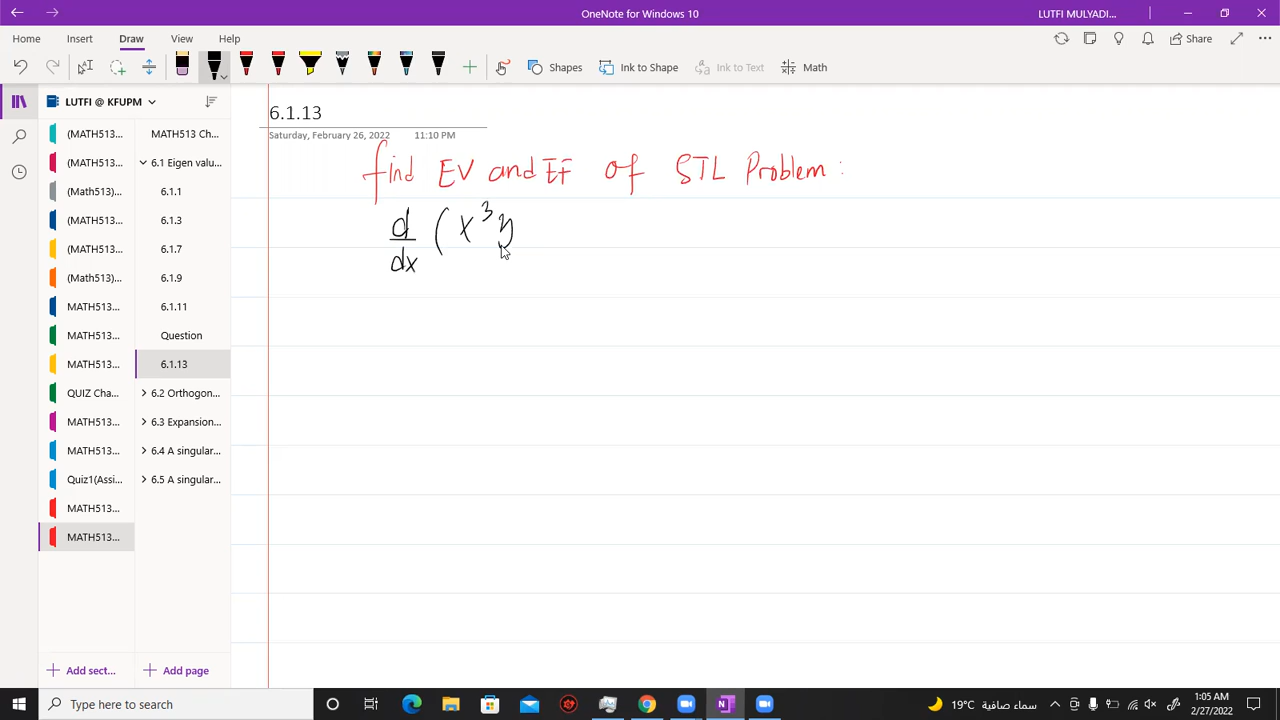 OneNote for Windows 10
LUTFI MULYADI...
Home Insert Draw View Help
Share
Shapes Ink to Shape Ink to Text Math
LUTFI @ KFUPM
(MATH513...
(MATH513...
(Math513)...
(MATH513...
(MATH513...
(Math513)...
MATH513...
MATH513...
MATH513...
QUIZ Cha...
MATH513...
MATH513...
Quiz1(Assi...
MATH513...
MATH513...
Add sect...
MATH513 Ch...
6.1 Eigen valu...
6.1.1
6.1.3
6.1.7
6.1.9
6.1.11
Question
6.1.13
6.2 Orthogon...
6.3 Expansion...
6.4 A singular...
6.5 A singular...
Add page
6.1.13
Saturday, February 26, 2022 11:10 PM
find EV and EF of STL Problem :
d/dx (x³y
Type here to search
19°C سماء صافية
1:05 AM
2/27/2022